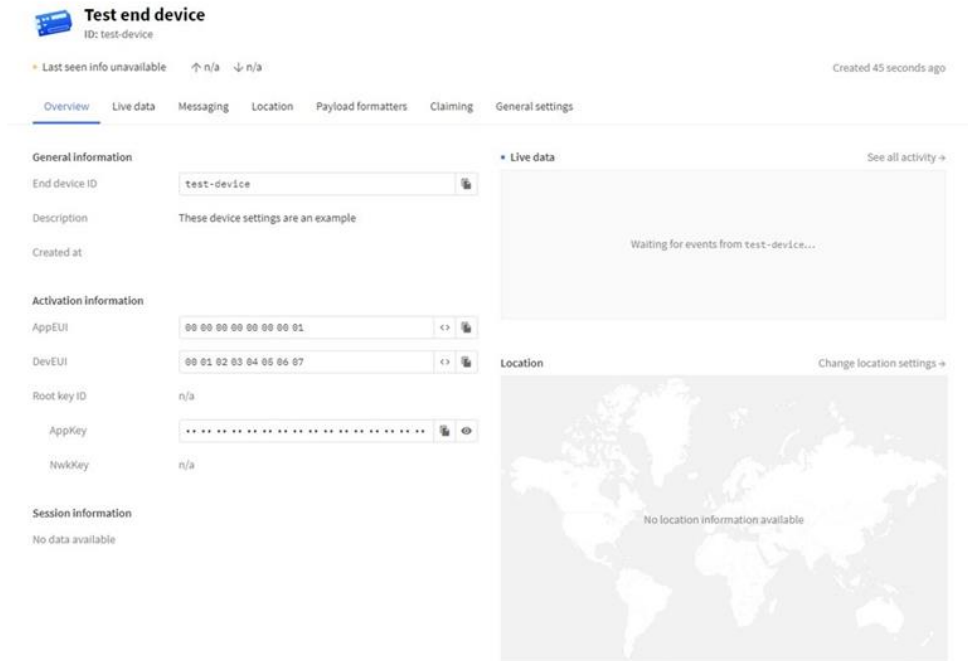 Test end device
ID: test-device
Last seen info unavailable ↑ n/a ↓ n/a
Created 45 seconds ago
Overview Live data Messaging Location Payload formatters Claiming General settings
General information
End device ID test-device
Description These device settings are an example
Created at
Activation information
AppEUI 00 00 00 00 00 00 00 01
DevEUI 00 01 02 03 04 05 06 07
Root key ID n/a
AppKey •• •• •• •• •• •• •• •• •• •• •• •• •• •• •• ••
NwkKey n/a
Session information
No data available
Live data See all activity →
Waiting for events from test-device...
Location Change location settings →
No location information available